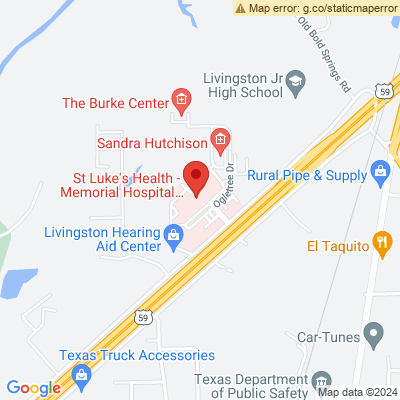 Map error: g.co/staticmaperror
Old Bold Springs Rd
Livingston Jr
High School
59
The Burke Center
Sandra Hutchison
St Luke's Health -
Memorial Hospital...
Ogletree Dr
Rural Pipe & Supply
Livingston Hearing
Aid Center
El Taquito
59
Car-Tunes
Texas Truck Accessories
Texas Department
of Public Safety
Google
Map data ©2024